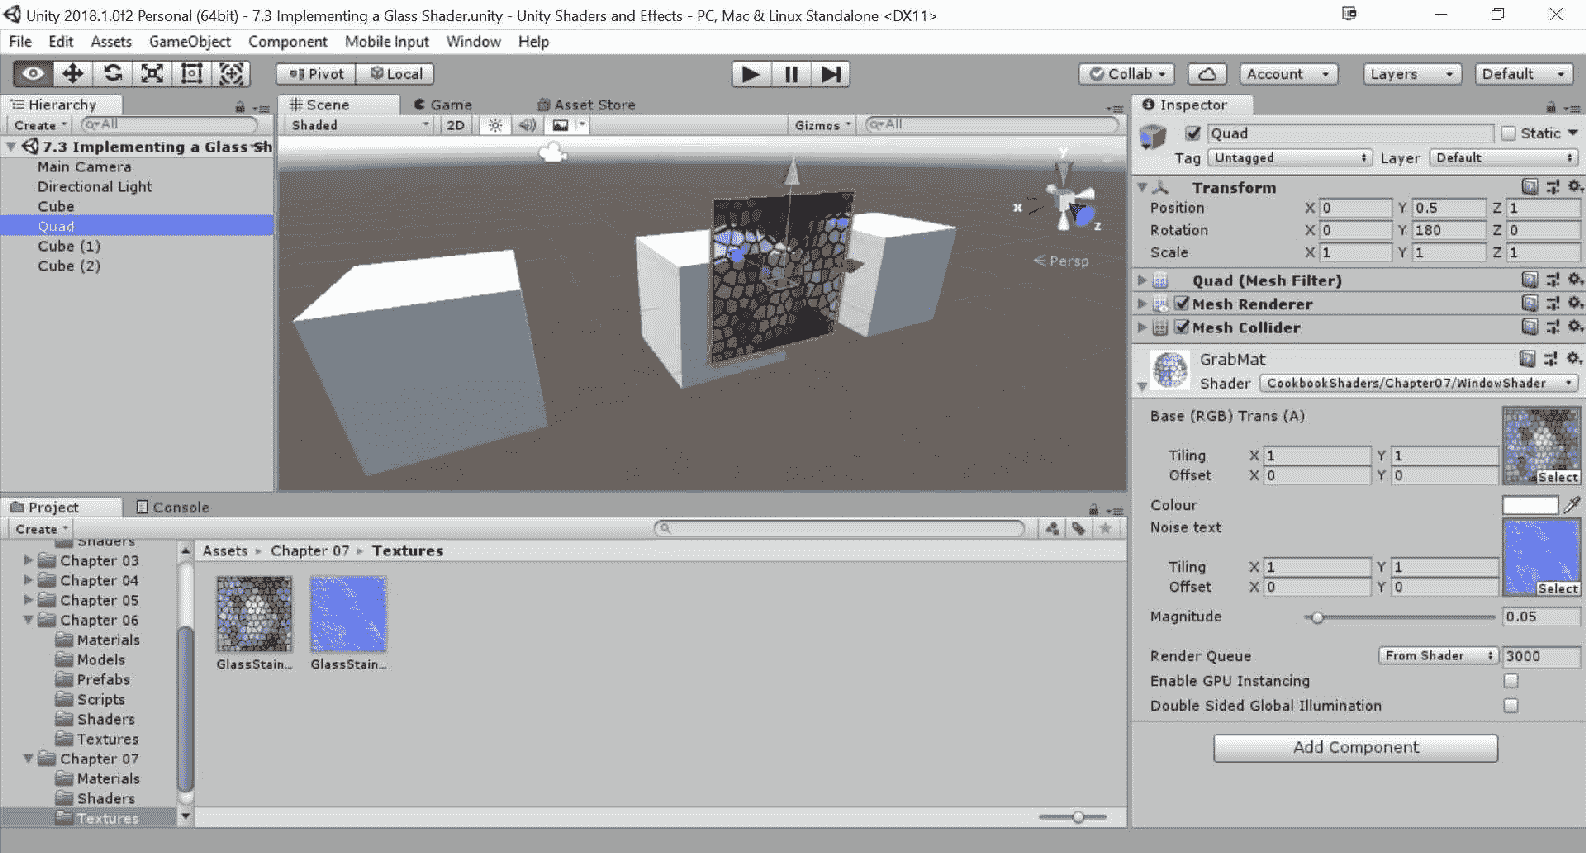 Unity 2018.1.0f2 Personal (64bit) - 7.3 Implementing a Glass Shader.unity - Unity Shaders and Effects - PC, Mac & Linux Standalone <DX11>
File Edit Assets GameObject Component Mobile Input Window Help
Pivot Local Collab Account Layers Default
Hierarchy
Create All
7.3 Implementing a Glass Sh
Main Camera
Directional Light
Cube
Quad
Cube (1)
Cube (2)
Scene Game Asset Store
Shaded 2D Gizmos All
Y
X
Z
Persp
Inspector
Quad Static
Tag Untagged Layer Default
Transform
Position X 0 Y 0.5 Z 1
Rotation X 0 Y 180 Z 0
Scale X 1 Y 1 Z 1
Quad (Mesh Filter)
Mesh Renderer
Mesh Collider
GrabMat
Shader CookbookShaders/Chapter07/WindowShader
Base (RGB) Trans (A)
Tiling X 1 Y 1
Offset X 0 Y 0
Select
Colour
Noise text
Tiling X 1 Y 1
Offset X 0 Y 0
Select
Magnitude 0.05
Render Queue From Shader 3000
Enable GPU Instancing
Double Sided Global Illumination
Add Component
Project Console
Create
Shaders
Chapter 03
Chapter 04
Chapter 05
Chapter 06
Materials
Models
Prefabs
Scripts
Shaders
Textures
Chapter 07
Materials
Shaders
Textures
Assets Chapter 07 Textures
GlassStain... GlassStain...